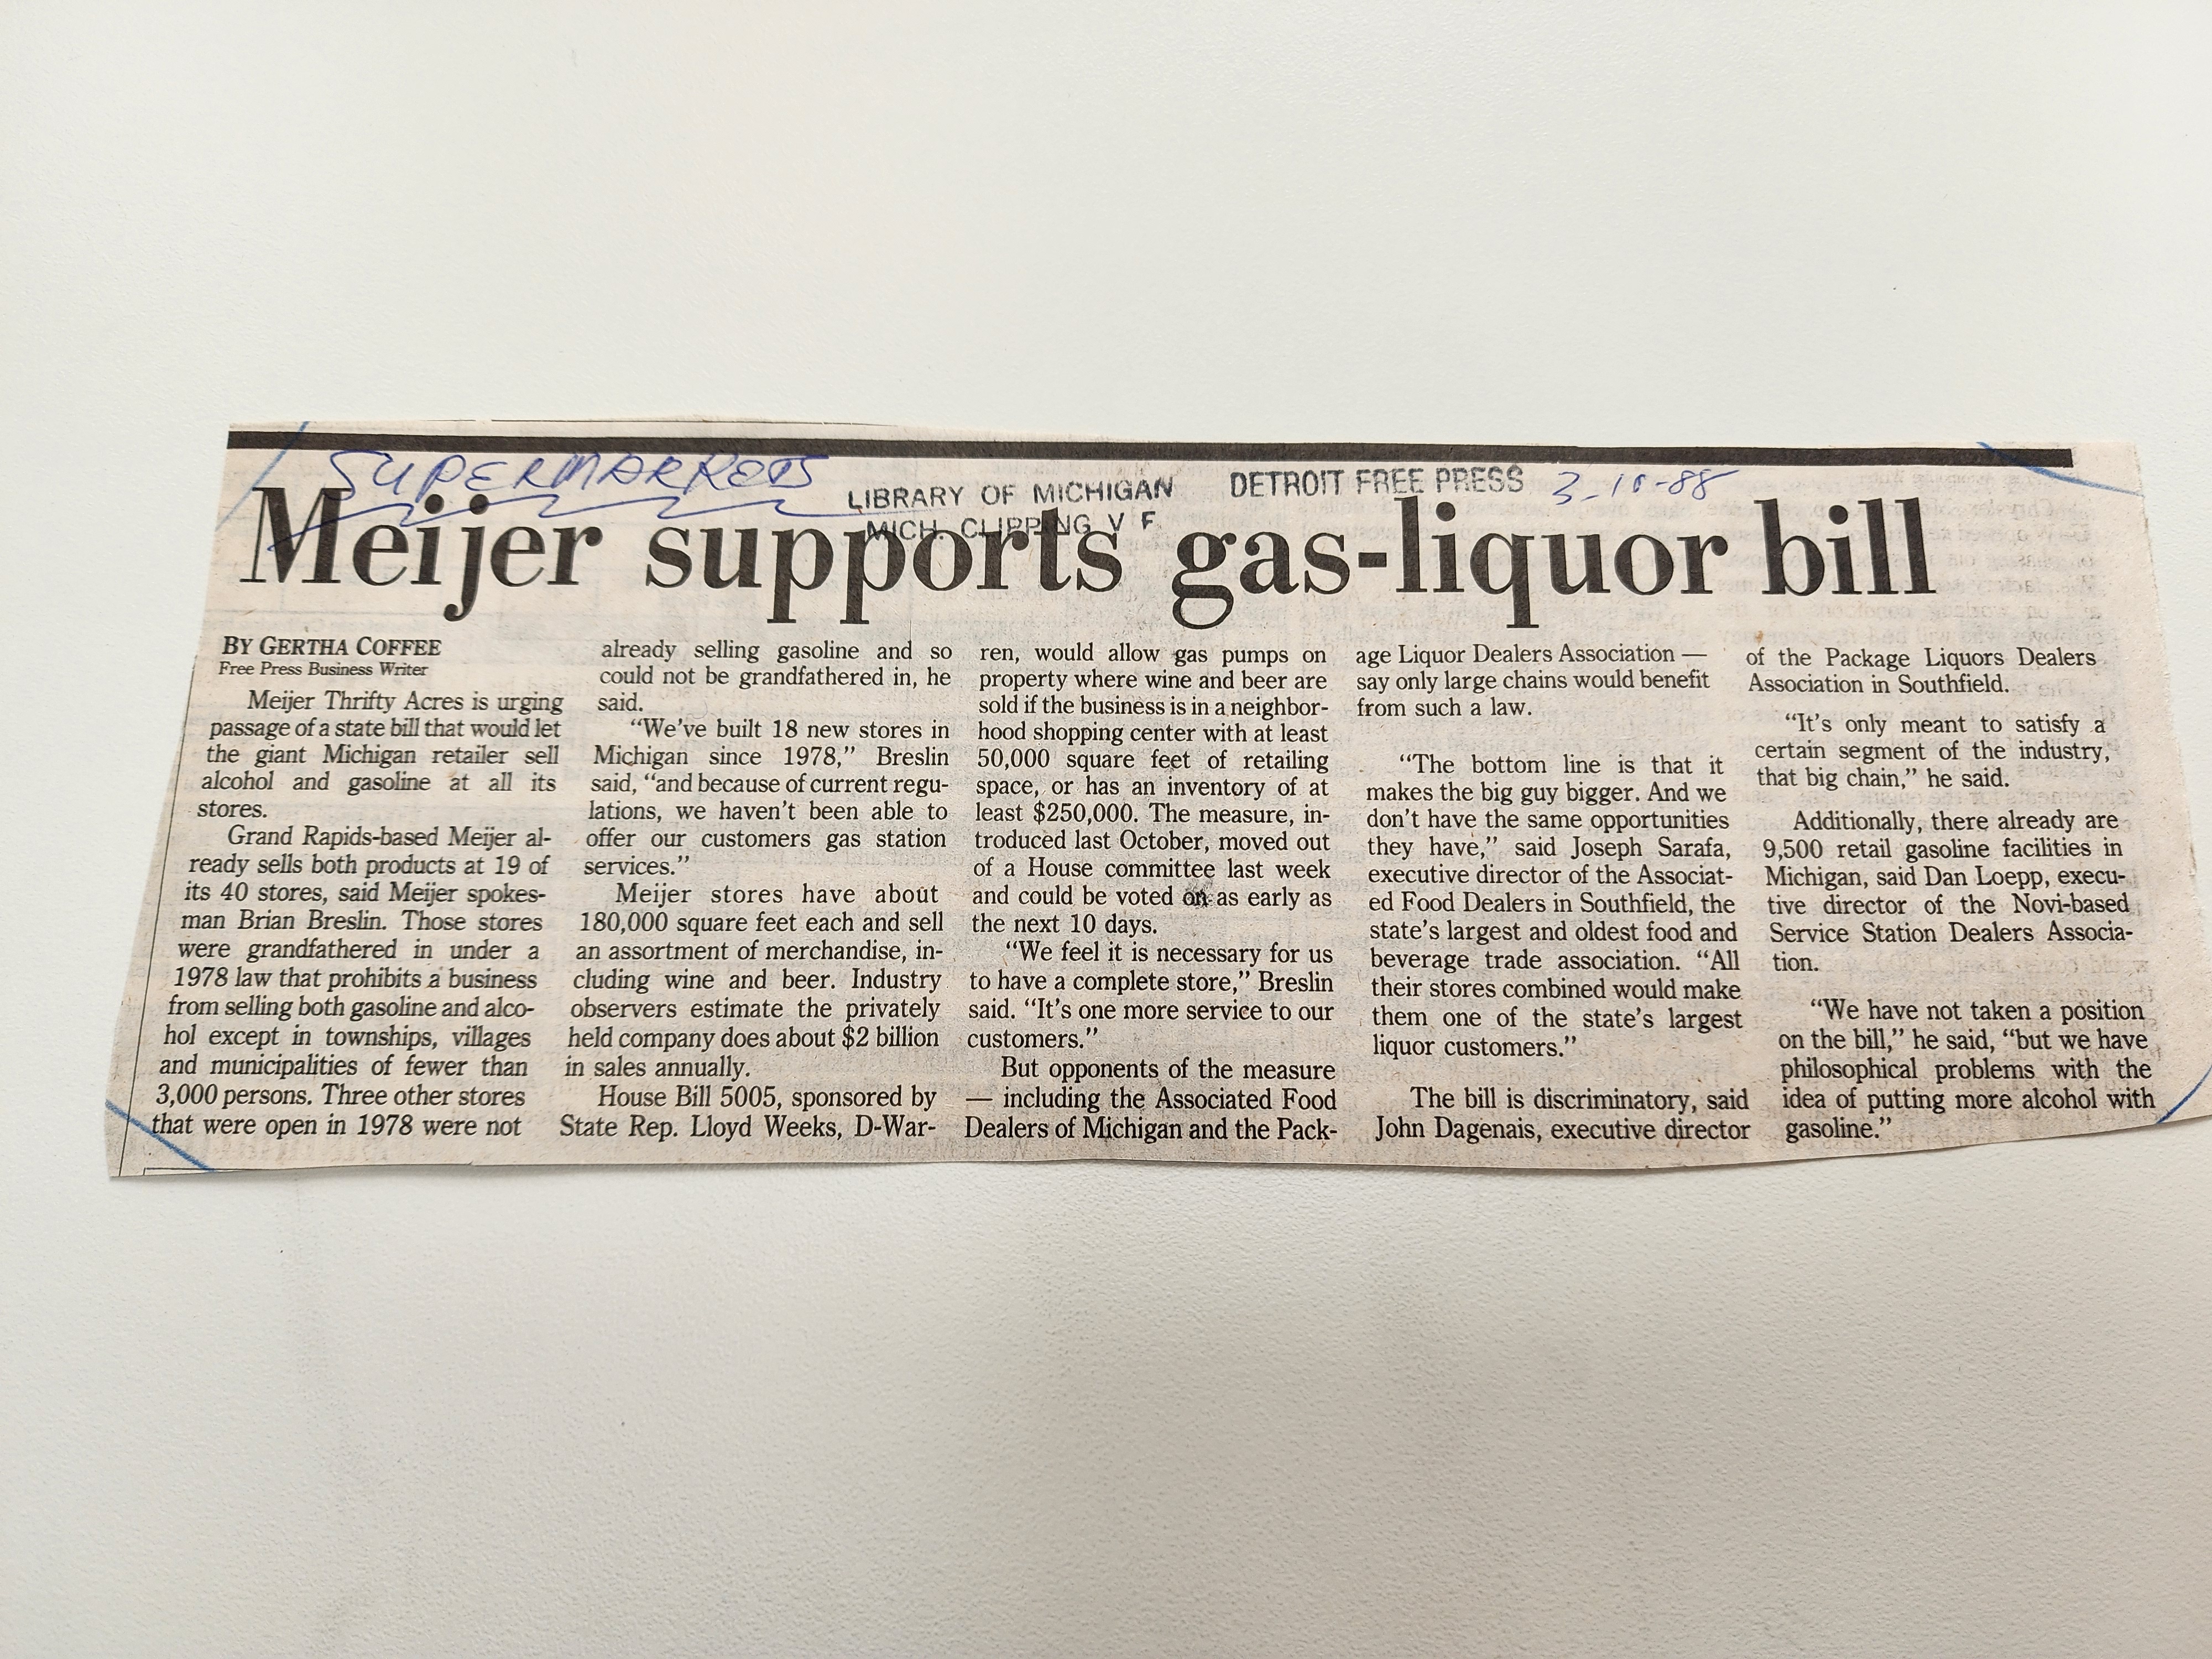 SUPERMARKETS
LIBRARY OF MICHIGAN
MICH. CLIPPING V F
DETROIT FREE PRESS 3-10-88
Meijer supports gas-liquor bill
BY GERTHA COFFEE
Free Press Business Writer
Meijer Thrifty Acres is urging
passage of a state bill that would let
the giant Michigan retailer sell
alcohol and gasoline at all its
stores.
Grand Rapids-based Meijer al-
ready sells both products at 19 of
its 40 stores, said Meijer spokes-
man Brian Breslin. Those stores
were grandfathered in under a
1978 law that prohibits a business
from selling both gasoline and alco-
hol except in townships, villages
and municipalities of fewer than
3,000 persons. Three other stores
that were open in 1978 were not
already selling gasoline and so
could not be grandfathered in, he
said.
“We’ve built 18 new stores in
Michigan since 1978,” Breslin
said, “and because of current regu-
lations, we haven’t been able to
offer our customers gas station
services.”
Meijer stores have about
180,000 square feet each and sell
an assortment of merchandise, in-
cluding wine and beer. Industry
observers estimate the privately
held company does about $2 billion
in sales annually.
House Bill 5005, sponsored by
State Rep. Lloyd Weeks, D-War-
ren, would allow gas pumps on
property where wine and beer are
sold if the business is in a neighbor-
hood shopping center with at least
50,000 square feet of retailing
space, or has an inventory of at
least $250,000. The measure, in-
troduced last October, moved out
of a House committee last week
and could be voted on as early as
the next 10 days.
“We feel it is necessary for us
to have a complete store,” Breslin
said. “It’s one more service to our
customers.”
But opponents of the measure
— including the Associated Food
Dealers of Michigan and the Pack-
age Liquor Dealers Association —
say only large chains would benefit
from such a law.
“The bottom line is that it
makes the big guy bigger. And we
don’t have the same opportunities
they have,” said Joseph Sarafa,
executive director of the Associat-
ed Food Dealers in Southfield, the
state’s largest and oldest food and
beverage trade association. “All
their stores combined would make
them one of the state’s largest
liquor customers.”
The bill is discriminatory, said
John Dagenais, executive director
of the Package Liquors Dealers
Association in Southfield.
“It’s only meant to satisfy a
certain segment of the industry,
that big chain,” he said.
Additionally, there already are
9,500 retail gasoline facilities in
Michigan, said Dan Loepp, execu-
tive director of the Novi-based
Service Station Dealers Associa-
tion.
“We have not taken a position
on the bill,” he said, “but we have
philosophical problems with the
idea of putting more alcohol with
gasoline.”